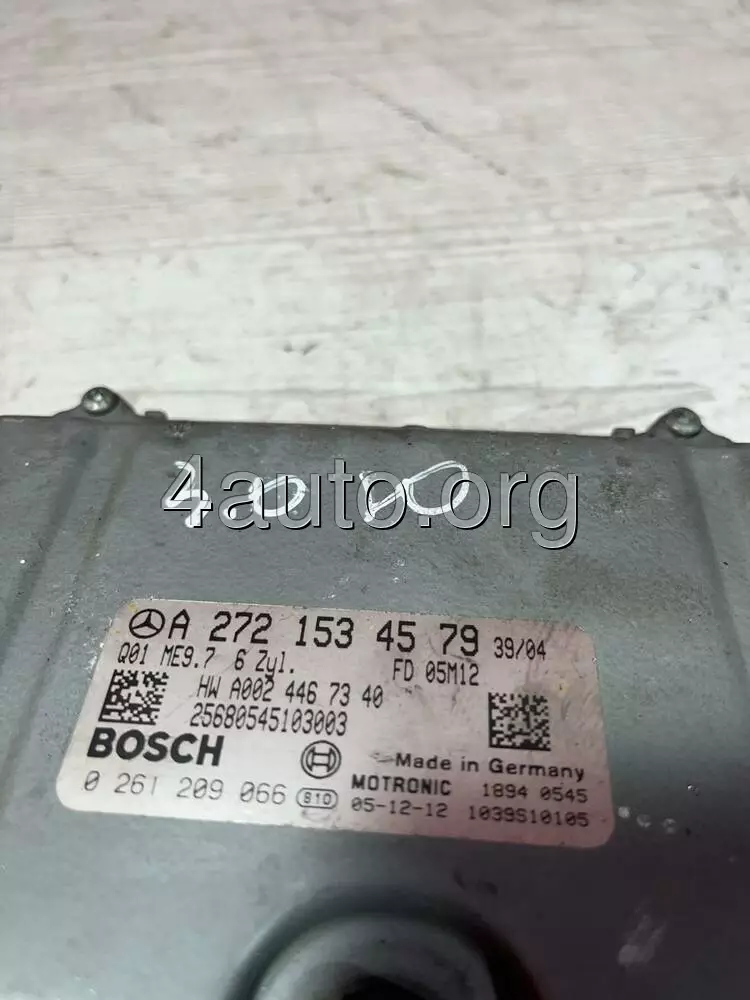 4auto.org
A 272 153 45 79 39/04
Q01 ME9.7 6 Zyl. FD 05M12
HW A002 446 73 40
25680545103003
BOSCH Made in Germany
0 261 209 066 MOTRONIC 1894 0545
S10 05-12-12 1039S10105